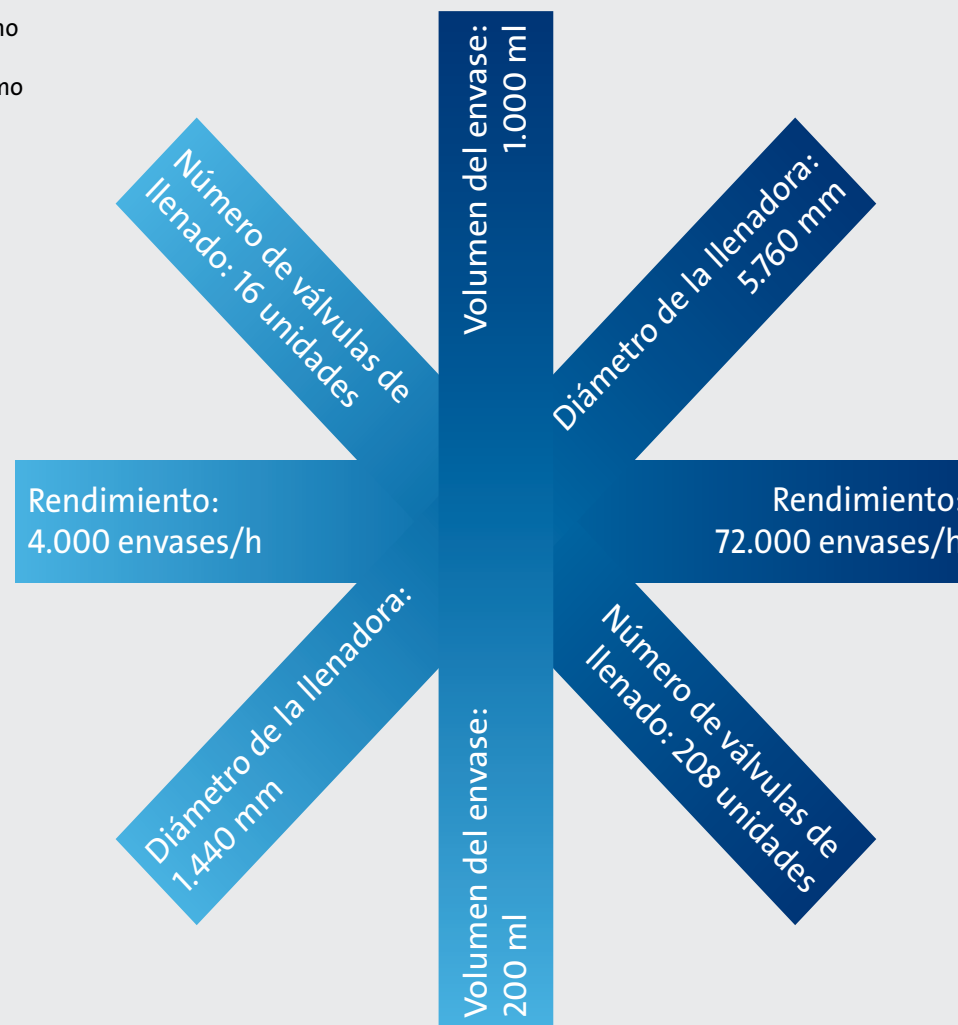 Volumen del envase:
1.000 ml
Número de válvulas de
llenado: 16 unidades
Diámetro de la llenadora:
5.760 mm
Rendimiento:
4.000 envases/h
Rendimiento:
72.000 envases/h
Diámetro de la llenadora:
1.440 mm
Número de válvulas de
llenado: 208 unidades
Volumen del envase:
200 ml